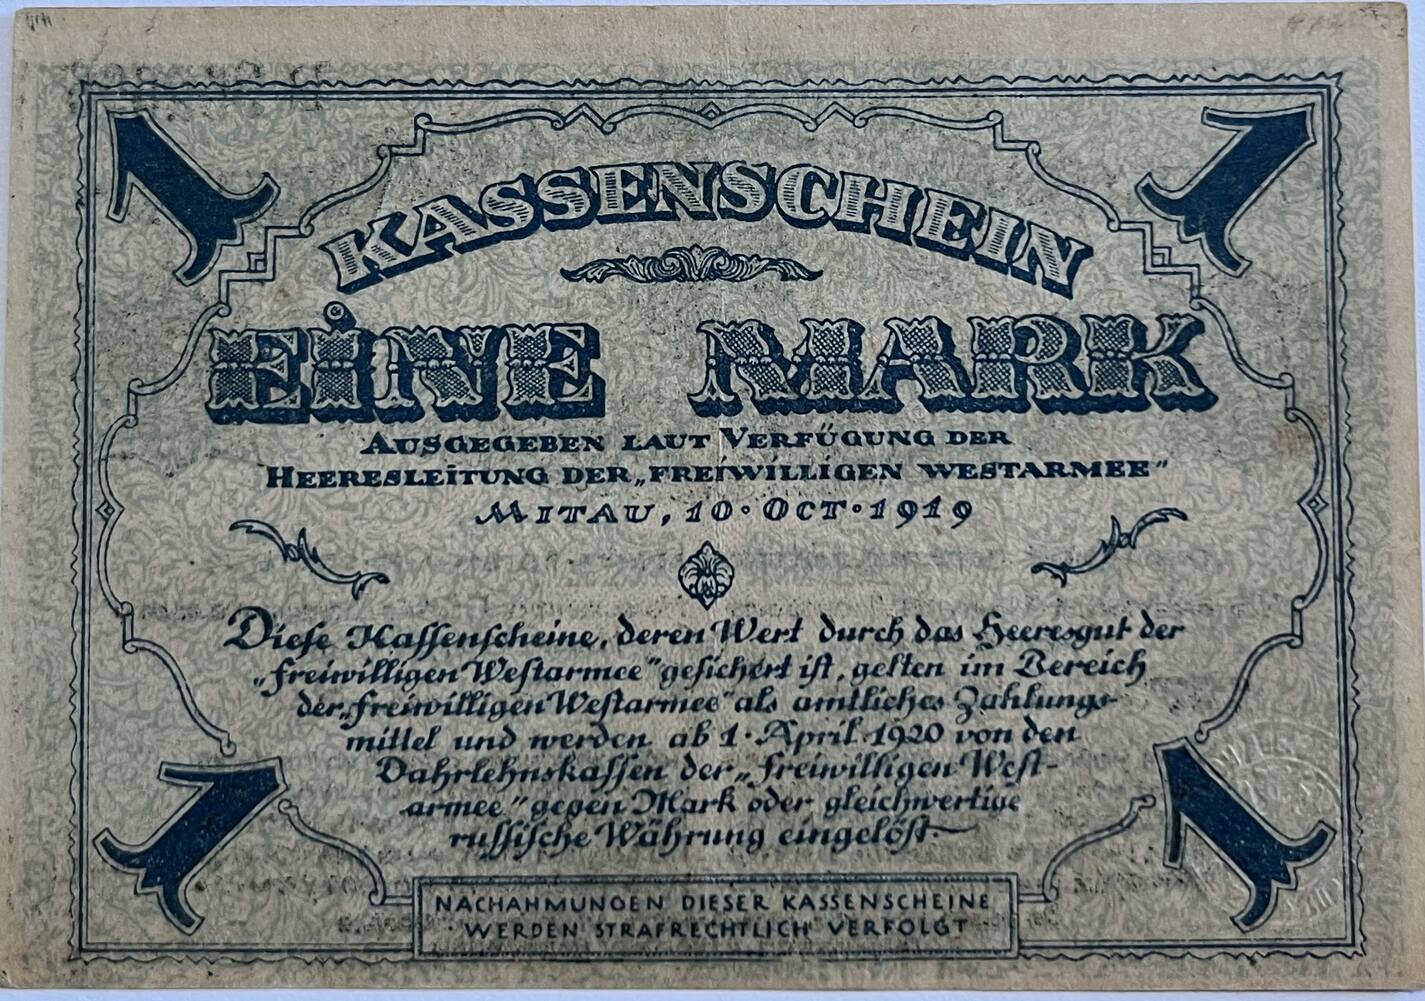 1 1
KASSENSCHEIN
EINE MARK
AUSGEGEBEN LAUT VERFÜGUNG DER
HEERESLEITUNG DER „FREIWILLIGEN WESTARMEE"
MITAU, 10·OCT·1919
Diese Kassenscheine, deren Wert durch das Heeresgut der
„Freiwilligen Westarmee" gesichert ist, gelten im Bereich
der „Freiwilligen Westarmee" als amtliches Zahlungs-
mittel und werden ab 1·April·1920 von den
Dahrlehnskassen der „Freiwilligen West-
armee" gegen Mark oder gleichwertige
russische Währung eingelöst.
1 1
NACHAHMUNGEN DIESER KASSENSCHEINE
WERDEN STRAFRECHTLICH VERFOLGT